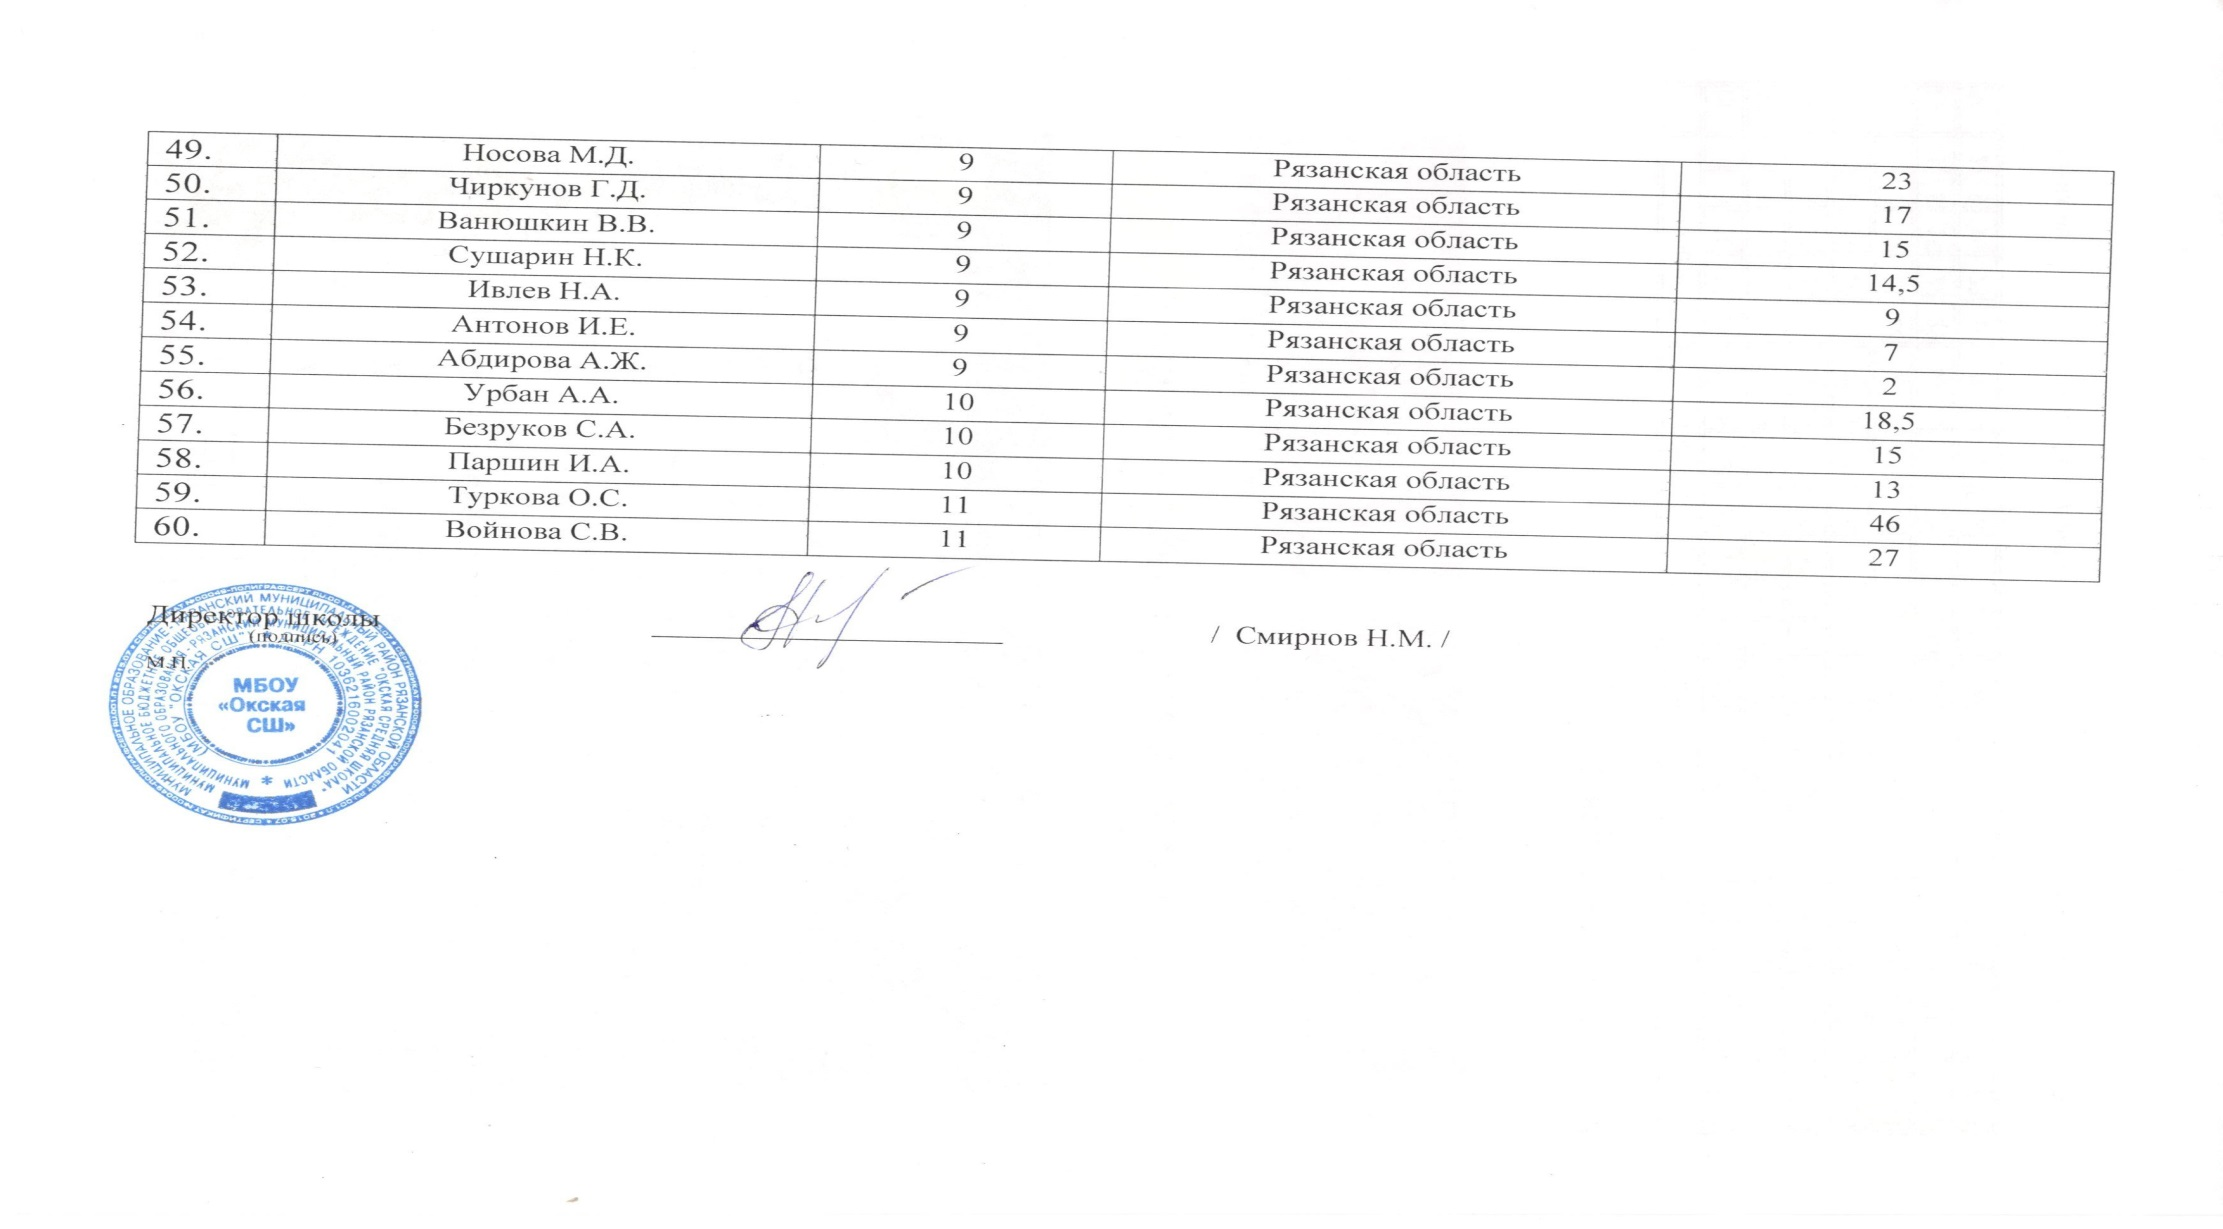 49. Носова М.Д. 9 Рязанская область 23
50. Чиркунов Г.Д. 9 Рязанская область 17
51. Ванюшкин В.В. 9 Рязанская область 15
52. Сушарин Н.К. 9 Рязанская область 14,5
53. Ивлев Н.А. 9 Рязанская область 9
54. Антонов И.Е. 9 Рязанская область 7
55. Абдирова А.Ж. 9 Рязанская область 2
56. Урбан А.А. 10 Рязанская область 18,5
57. Безруков С.А. 10 Рязанская область 15
58. Паршин И.А. 10 Рязанская область 13
59. Туркова О.С. 11 Рязанская область 46
60. Войнова С.В. 11 Рязанская область 27
Директор школы / Смирнов Н.М. /
(подпись)
М.П.
МБОУ
«Окская
СШ»